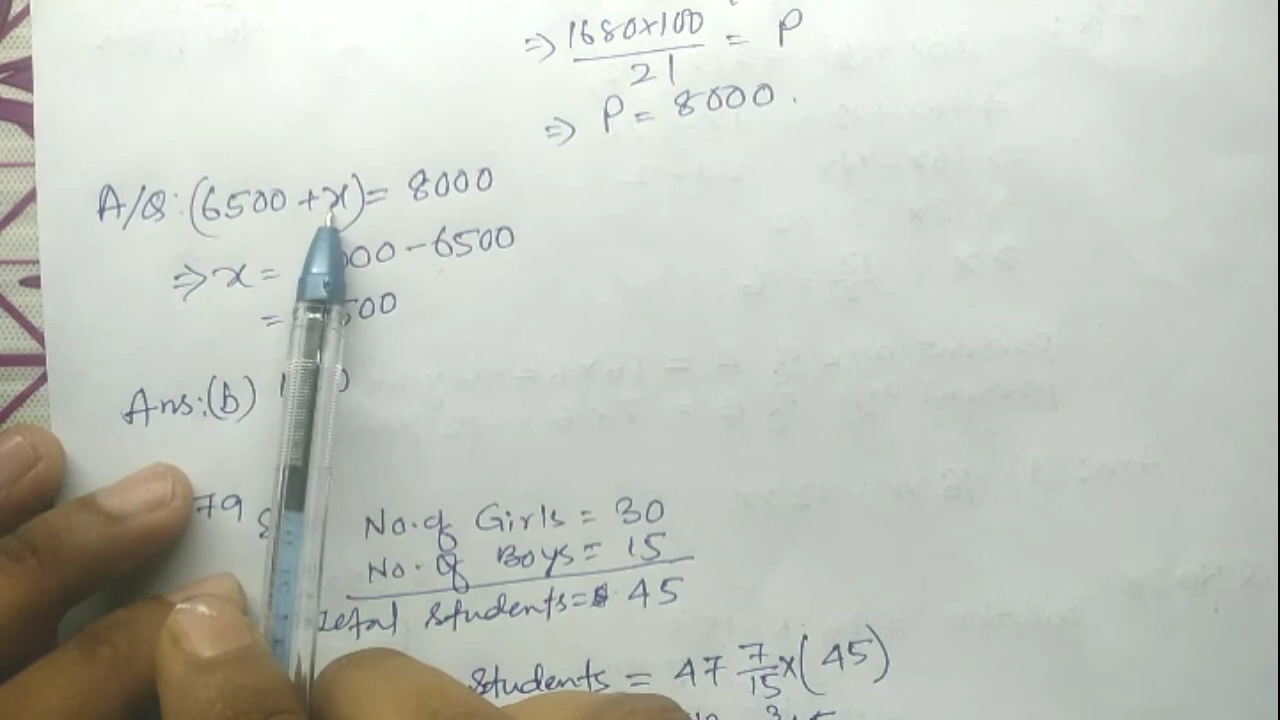 ⇒ 1680×100/21 = P
⇒ P = 8000.
A/Q: (6500 + x) = 8000
⇒ x = 000 - 6500
= 500
Ans:(b)
79
No. of Girls = 30
No. of Boys = 15
Total Students = 45
Students = 47 7/15 × (45)